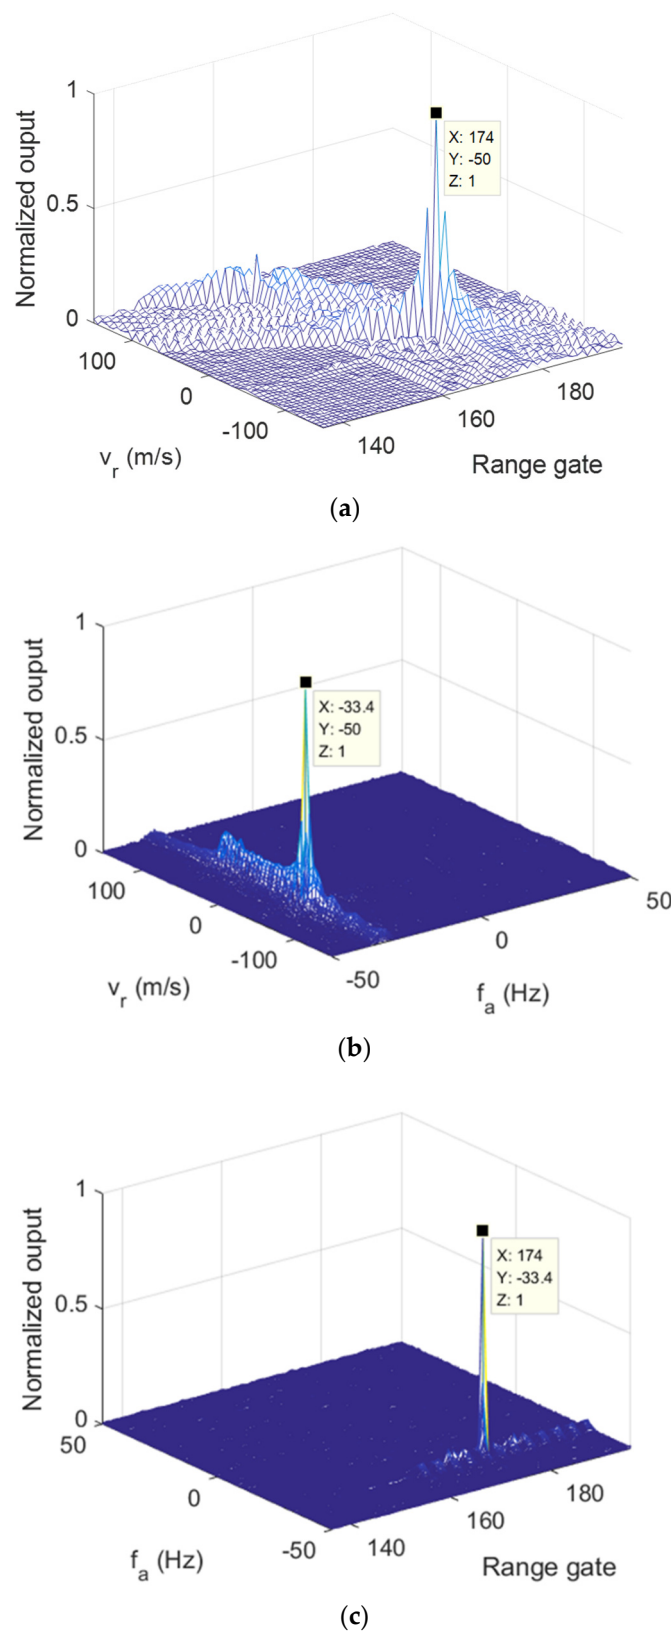 1
Normalized ouput
0.5
0
X: 174
Y: -50
Z: 1
100
0
-100
v_r (m/s)
140
160
180
Range gate
(a)
1
Normalized ouput
0.5
0
X: -33.4
Y: -50
Z: 1
100
0
-100
v_r (m/s)
-50
0
50
f_a (Hz)
(b)
1
Normalized ouput
0.5
0
X: 174
Y: -33.4
Z: 1
50
0
-50
f_a (Hz)
140
160
180
Range gate
(c)